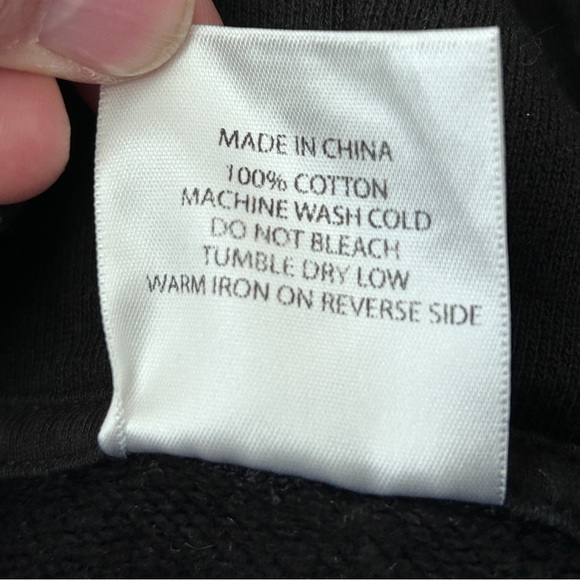 MADE IN CHINA
100% COTTON
MACHINE WASH COLD
DO NOT BLEACH
TUMBLE DRY LOW
WARM IRON ON REVERSE SIDE